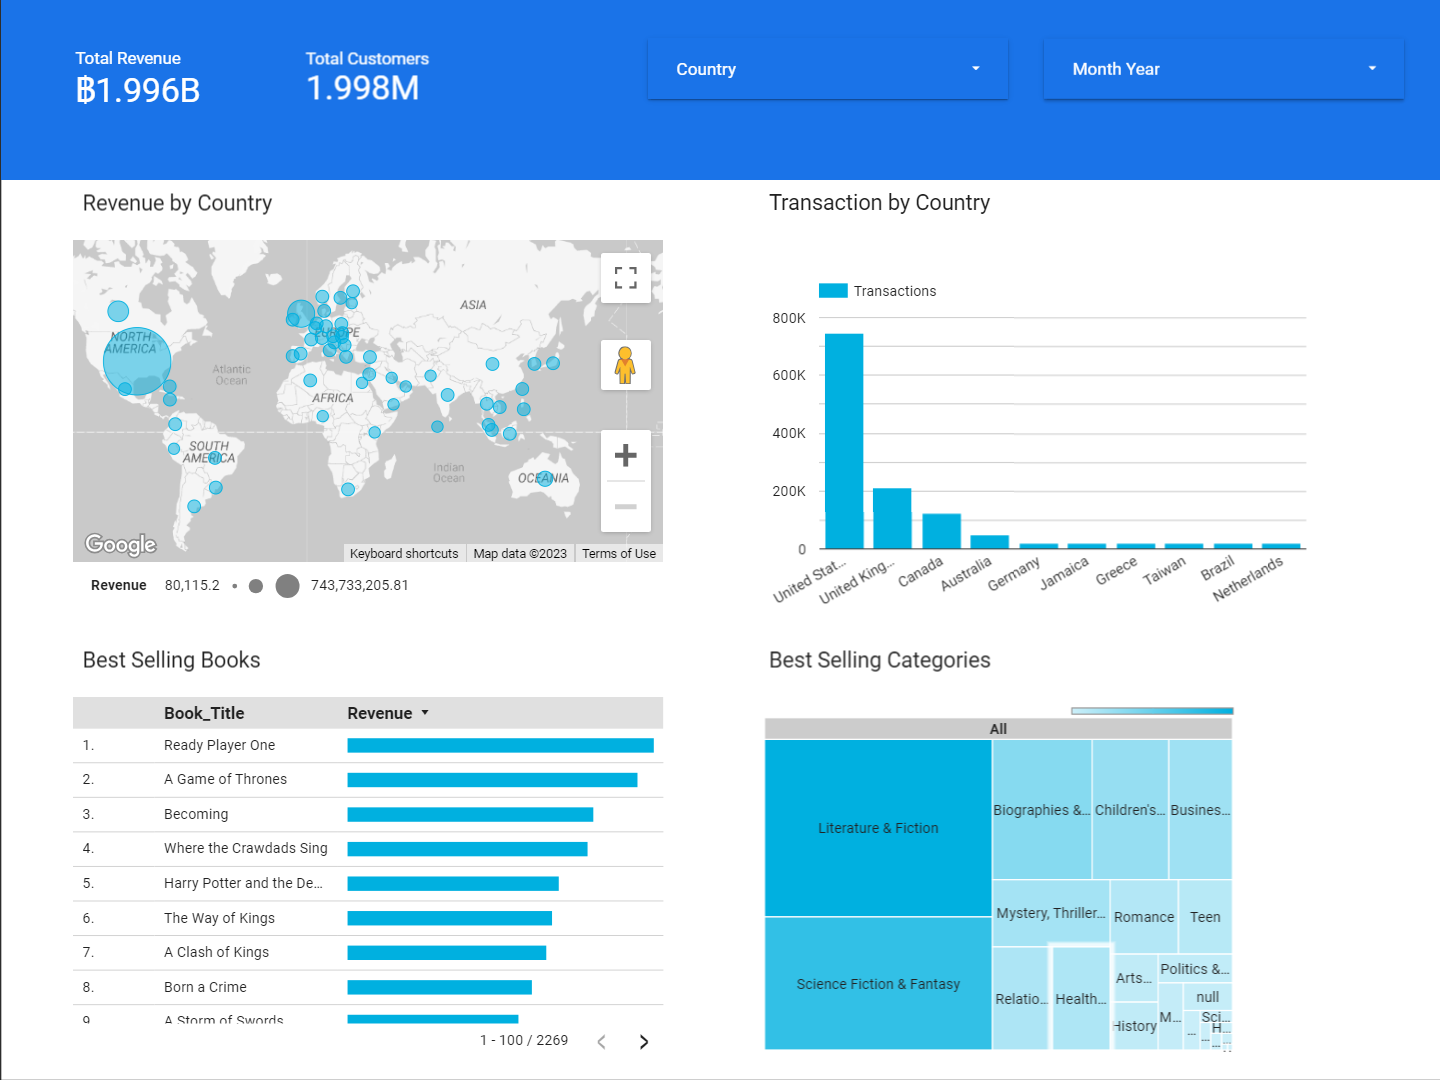 Total Revenue
฿1.996B
Total Customers
1.998M
Country
Month Year
Revenue by Country
NORTH AMERICA
Atlantic Ocean
EUROPE
ASIA
AFRICA
SOUTH AMERICA
Indian Ocean
OCEANIA
Google
Keyboard shortcuts
Map data ©2023
Terms of Use
Revenue 80,115.2 743,733,205.81
Transaction by Country
Transactions
800K
600K
400K
200K
0
United Stat...
United King...
Canada
Australia
Germany
Jamaica
Greece
Taiwan
Brazil
Netherlands
Best Selling Books
Book_Title Revenue
1. Ready Player One
2. A Game of Thrones
3. Becoming
4. Where the Crawdads Sing
5. Harry Potter and the De...
6. The Way of Kings
7. A Clash of Kings
8. Born a Crime
9. A Storm of Swords
1 - 100 / 2269
Best Selling Categories
All
Literature & Fiction
Science Fiction & Fantasy
Biographies &...
Children's...
Busines...
Mystery, Thriller...
Romance
Teen
Relatio...
Health...
Arts...
History
Politics &...
M...
null
...
Sci...
H...
...
...